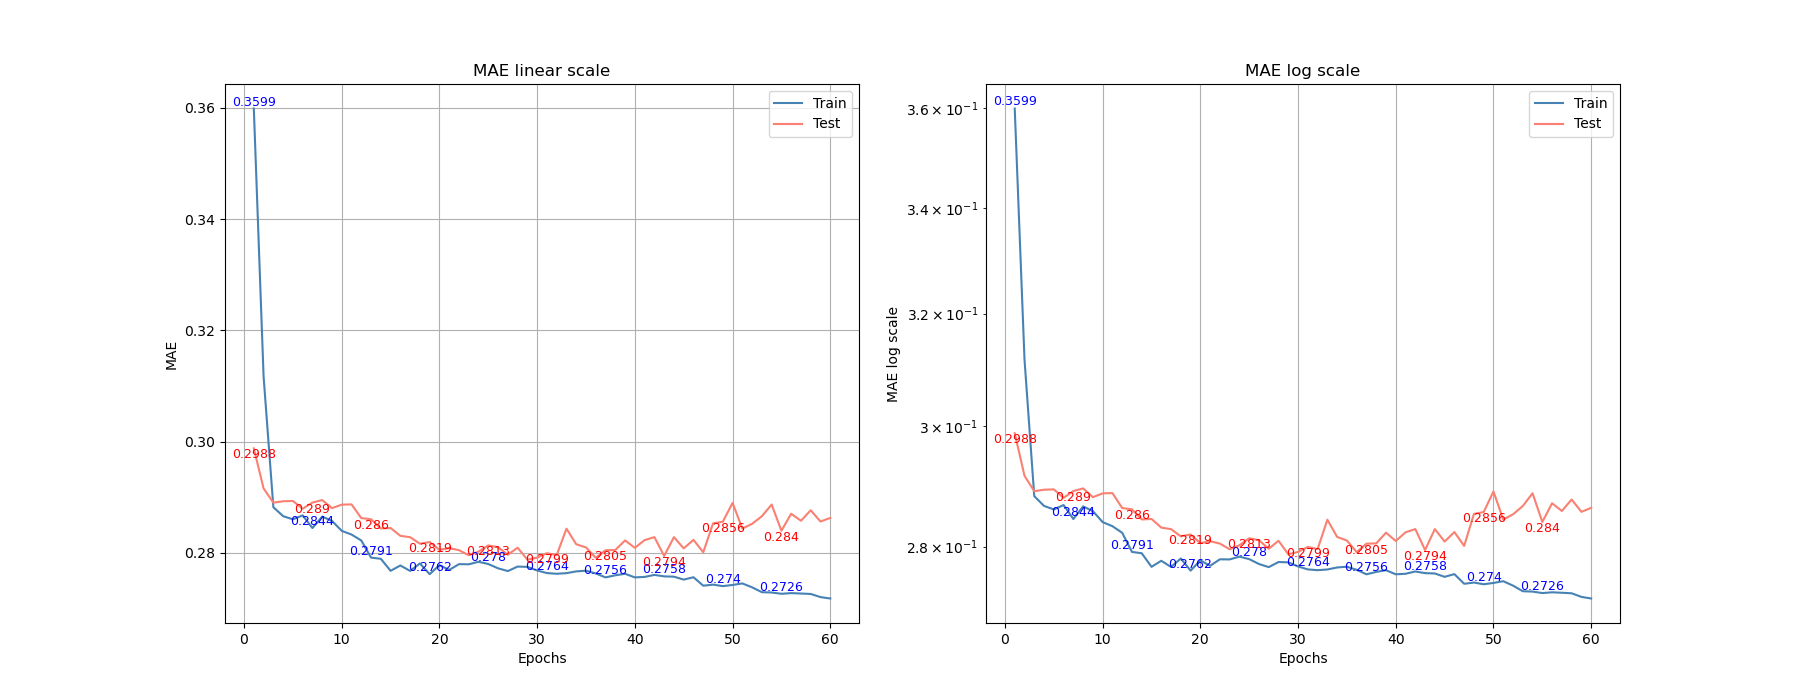 MAE linear scale
0.36
0.34
0.32
0.30
0.28
MAE
0 10 20 30 40 50 60
Epochs
Train
Test
0.3599
0.2988
0.289
0.2844
0.286
0.2791
0.2819
0.2762
0.2813
0.278
0.2799
0.2764
0.2805
0.2756
0.2794
0.2758
0.2856
0.274
0.284
0.2726
MAE log scale
3.6 × 10⁻¹
3.4 × 10⁻¹
3.2 × 10⁻¹
3 × 10⁻¹
2.8 × 10⁻¹
MAE log scale
0 10 20 30 40 50 60
Epochs
Train
Test
0.3599
0.2988
0.289
0.2844
0.286
0.2791
0.2819
0.2762
0.2813
0.278
0.2799
0.2764
0.2805
0.2756
0.2794
0.2758
0.2856
0.274
0.284
0.2726